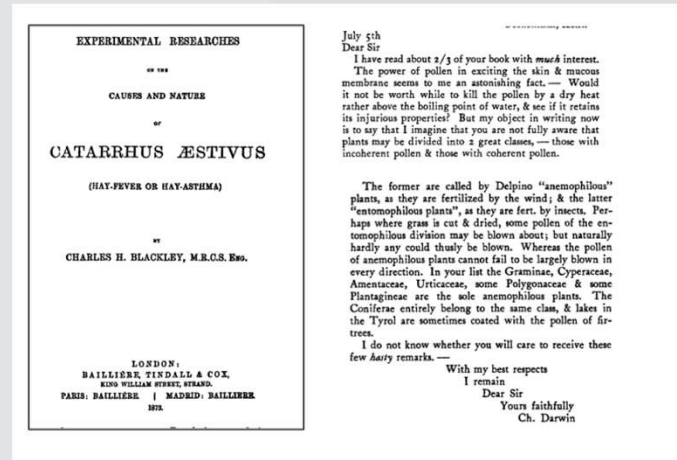 EXPERIMENTAL RESEARCHES
ON THE
CAUSES AND NATURE
OF
CATARRHUS ÆSTIVUS
(HAY-FEVER OR HAY-ASTHMA)
BY
CHARLES H. BLACKLEY, M.R.C.S. ENG.
LONDON:
BAILLIÈRE, TINDALL & COX,
KING WILLIAM STREET, STRAND.
PARIS: BAILLIÈRE. | MADRID: BAILLIERE.
1873.
July 5th
Dear Sir
I have read about 2/3 of your book with much interest.
The power of pollen in exciting the skin & mucous
membrane seems to me an astonishing fact. — Would
it not be worth while to kill the pollen by a dry heat
rather above the boiling point of water, & see if it retains
its injurious properties? But my object in writing now
is to say that I imagine that you are not fully aware that
plants may be divided into 2 great classes, — those with
incoherent pollen & those with coherent pollen.
The former are called by Delpino "anemophilous"
plants, as they are fertilized by the wind; & the latter
"entomophilous plants", as they are fert. by insects. Per-
haps where grass is cut & dried, some pollen of the en-
tomophilous division may be blown about; but naturally
hardly any could thusly be blown. Whereas the pollen
of anemophilous plants cannot fail to be largely blown in
every direction. In your list the Graminae, Cyperaceae,
Amentaceae, Urticaceae, some Polygonaceae & some
Plantagineae are the sole anemophilous plants. The
Coniferae entirely belong to the same class, & lakes in
the Tyrol are sometimes coated with the pollen of fir-
trees.
I do not know whether you will care to receive these
few hasty remarks. —
With my best respects
I remain
Dear Sir
Yours faithfully
Ch. Darwin